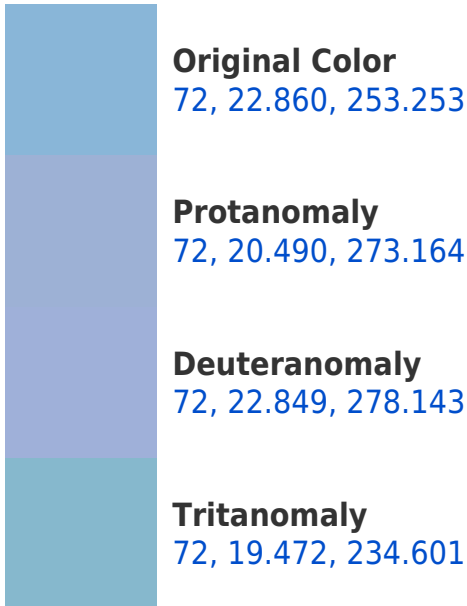 Original Color
72, 22.860, 253.253
Protanomaly
72, 20.490, 273.164
Deuteranomaly
72, 22.849, 278.143
Tritanomaly
72, 19.472, 234.601